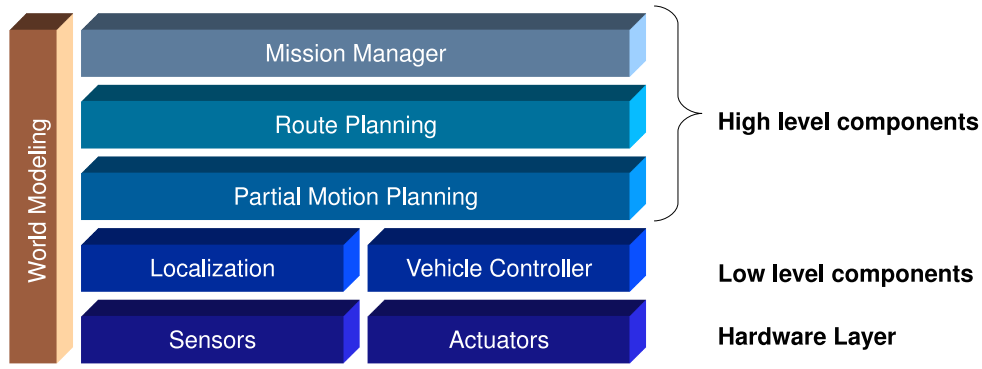 World Modeling
Mission Manager
Route Planning
Partial Motion Planning
High level components
Localization
Vehicle Controller
Low level components
Sensors
Actuators
Hardware Layer